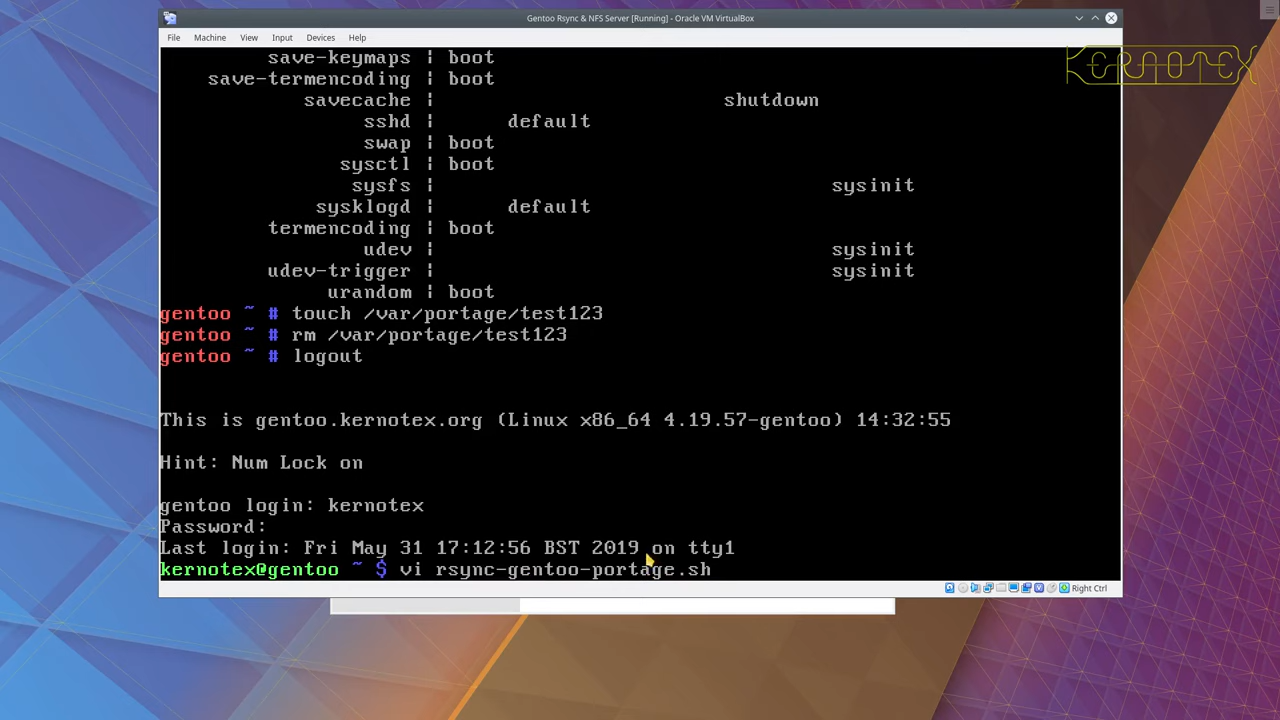 Gentoo Rsync & NFS Server [Running] - Oracle VM VirtualBox
File Machine View Input Devices Help
KERNOTEX
save-keymaps | boot
save-termencoding | boot
savecache | shutdown
sshd | default
swap | boot
sysctl | boot
sysfs | sysinit
sysklogd | default
termencoding | boot
udev | sysinit
udev-trigger | sysinit
urandom | boot
gentoo ~ # touch /var/portage/test123
gentoo ~ # rm /var/portage/test123
gentoo ~ # logout
This is gentoo.kernotex.org (Linux x86_64 4.19.57-gentoo) 14:32:55
Hint: Num Lock on
gentoo login: kernotex
Password:
Last login: Fri May 31 17:12:56 BST 2019 on tty1
kernotex@gentoo ~ $ vi rsync-gentoo-portage.sh
Right Ctrl